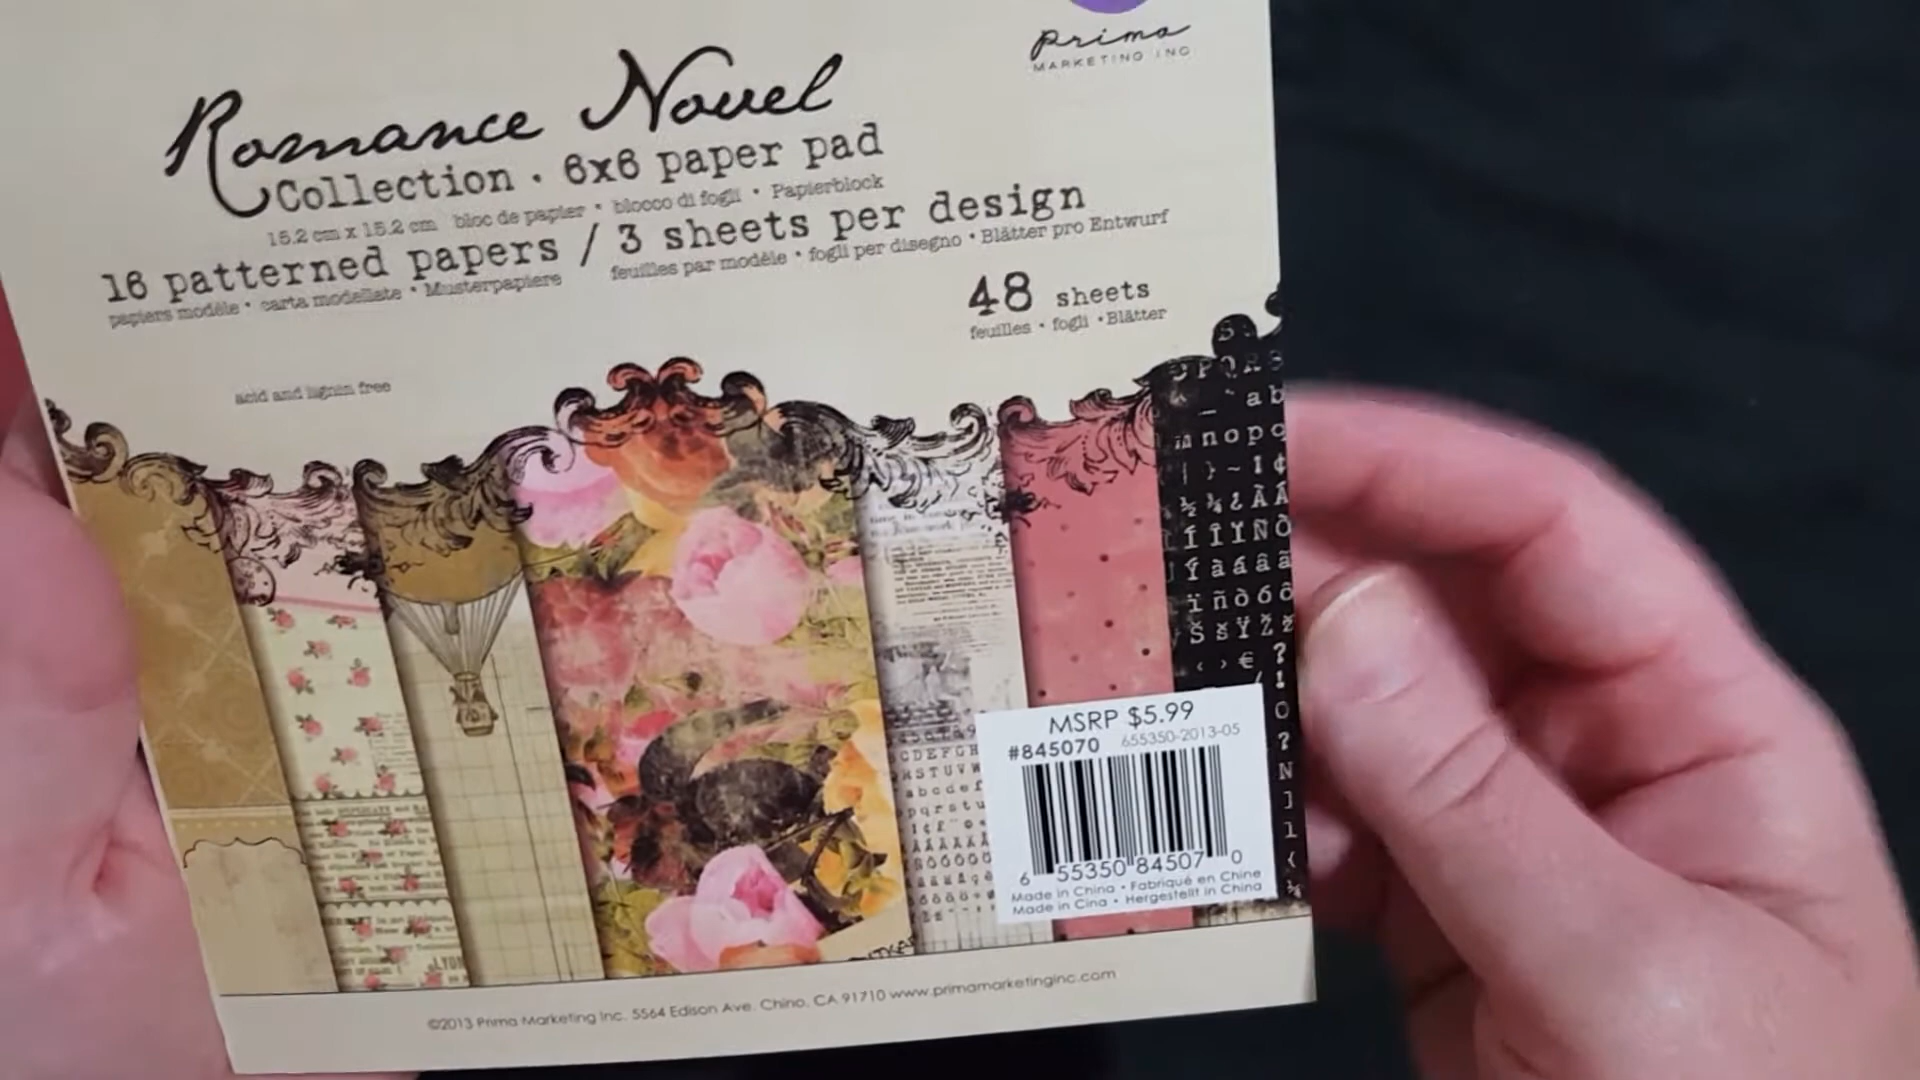 Prima
MARKETING INC
Romance Novel
Collection · 6x6 paper pad
15.2 cm x 15.2 cm bloc de papier • blocco di fogli • Papierblock
16 patterned papers / 3 sheets per design
papiers modèle • carta modellate • Musterpapiere feuilles par modèle • fogli per disegno • Blätter pro Entwurf
48 sheets
feuilles • fogli • Blätter
acid and lignin free
MSRP $5.99
#845070 655350-2013-05
6 55350 84507 0
Made in China • Fabriqué en Chine
Made in Cina • Hergestellt in China
©2013 Prima Marketing Inc. 5564 Edison Ave. Chino, CA 91710 www.primamarketinginc.com